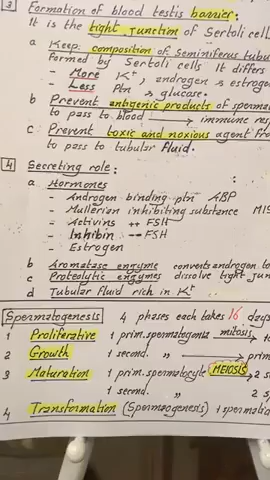 3 Formation of blood testis barrier:
It is the tight junction of Sertoli cell
a Keep composition of Seminiferus tubu
formed by Sertoli cells. It differs
- More K+, androgen & estroge
- Less Ptn & glucose.
b Prevent antigenic products of sperm
to pass to blood → immune res
c Prevent toxic and noxious agent fr
to pass to tubular fluid.
4 Secreting role:
a Hormones
- Androgen binding ptn ABP
- Mullerian inhibiting substance MIS
- Activins ++ FSH
- Inhibin -- FSH
- Estrogen
b Aromatase enzyme converts androgen to
c Proteolytic enzymes dissolve tight jun
d Tubular fluid rich in K+
Spermatogenesis 4 phases each takes 16 days
1 Proliferative 1 prim. spermatogonia mitosis→
2 Growth 1 second. " → prim
3 Maturation 1 prim. spermatocyte MEIOSIS→ 2 s
1 second. " 2 s
4 Transformation (Spermeogenesis) 1 spermati